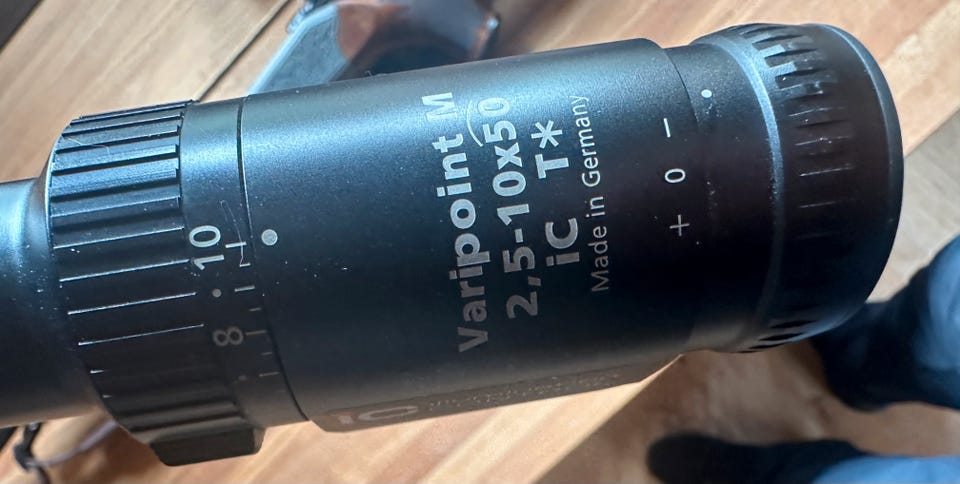 Varipoint M
2,5-10x50
iC T*
Made in Germany
+ 0 −
10
8